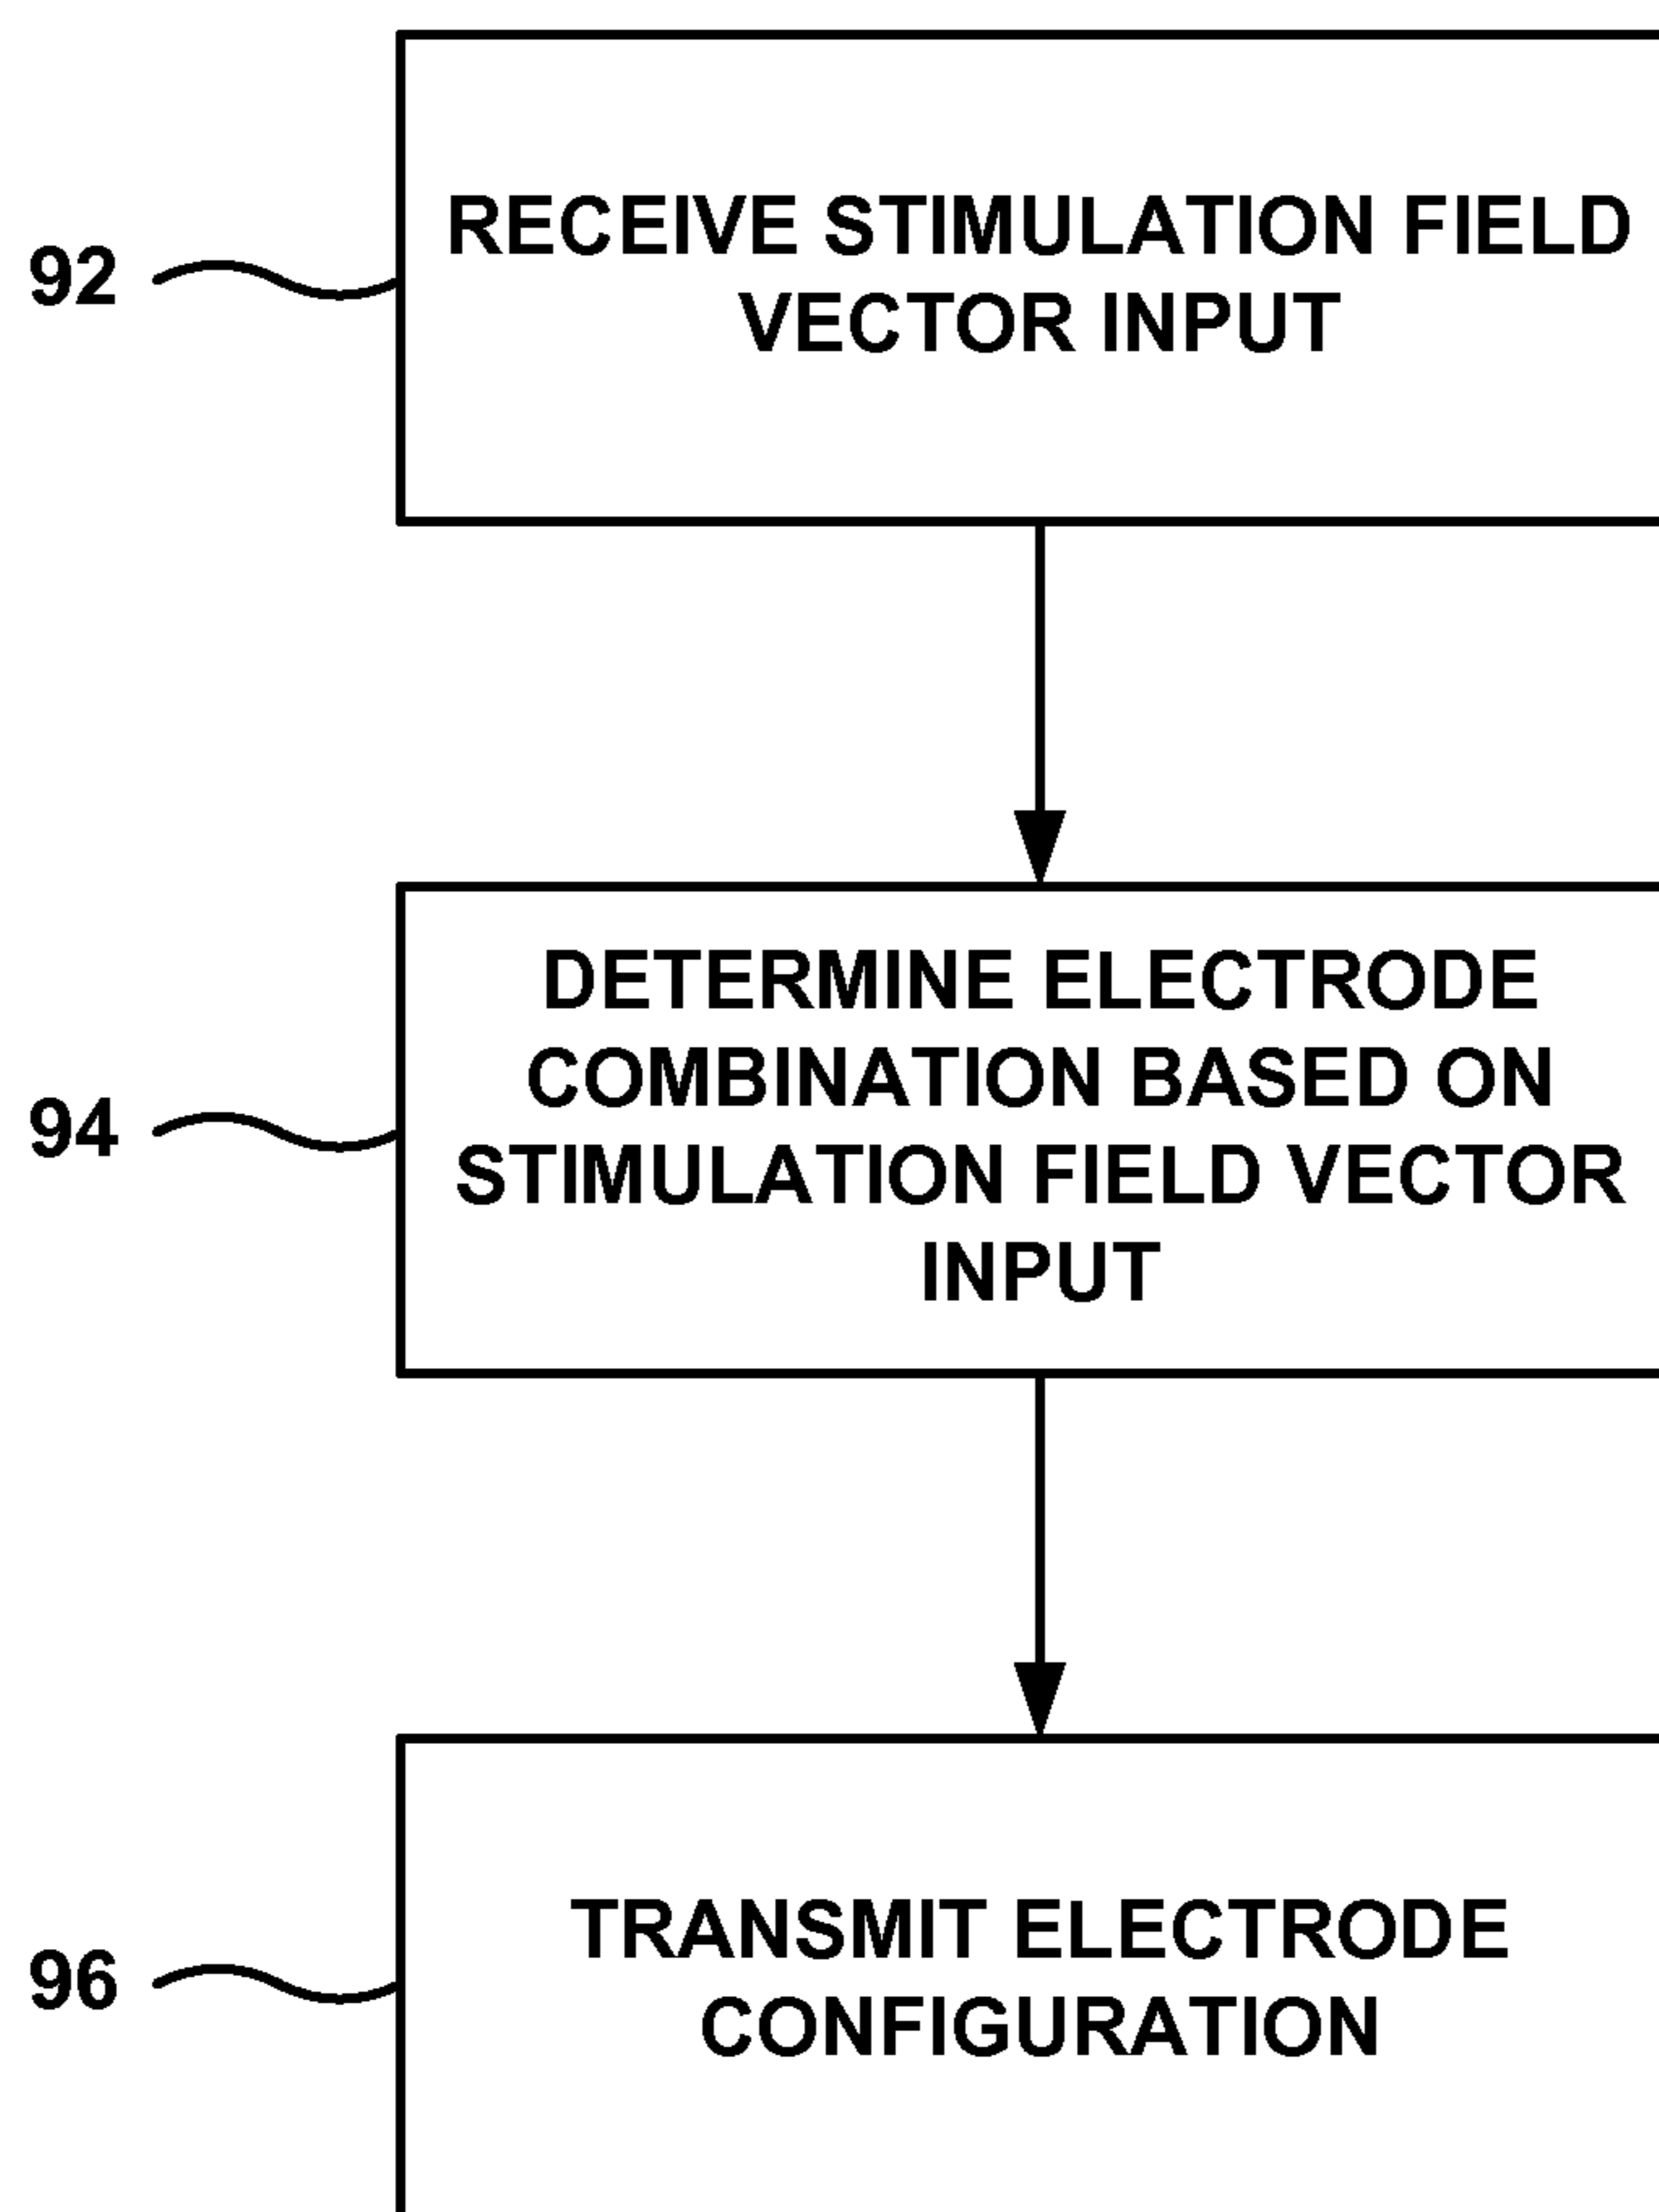 92
RECEIVE STIMULATION FIELD
VECTOR INPUT
94
DETERMINE ELECTRODE
COMBINATION BASED ON
STIMULATION FIELD VECTOR
INPUT
96
TRANSMIT ELECTRODE
CONFIGURATION